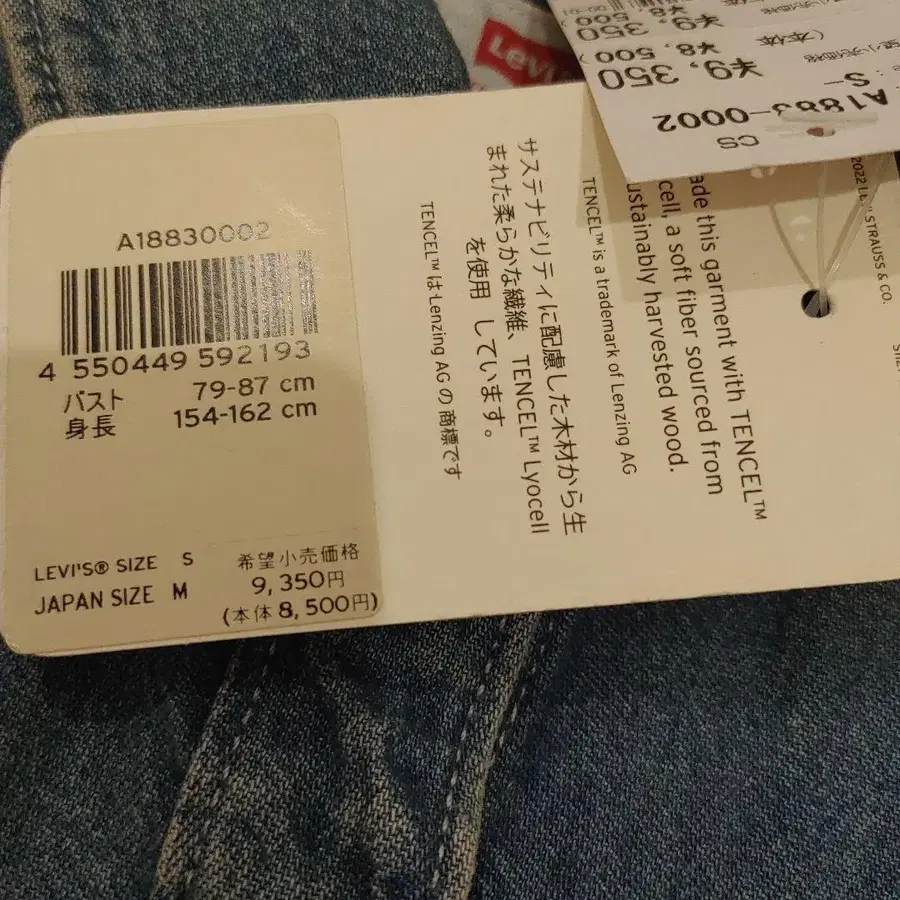 A18830002
4 550449 592193
バスト 79-87 cm
身長 154-162 cm
LEVI'S® SIZE S
JAPAN SIZE M
希望小売価格
9,350円
(本体 8,500円)
サステナビリティに配慮した木材から生
まれた柔らかな繊維、TENCEL™ Lyocell
を使用 しています。
TENCEL™ は Lenzing AG の 商標です
ade this garment with TENCEL™
cell, a soft fiber sourced from
ustainably harvested wood.
TENCEL™ is a trademark of Lenzing AG
2022 LEVI STRAUSS & CO.
Levi's
CS
A1883-0002
S-
¥9,350
(本体 ¥8,500)
¥9,350